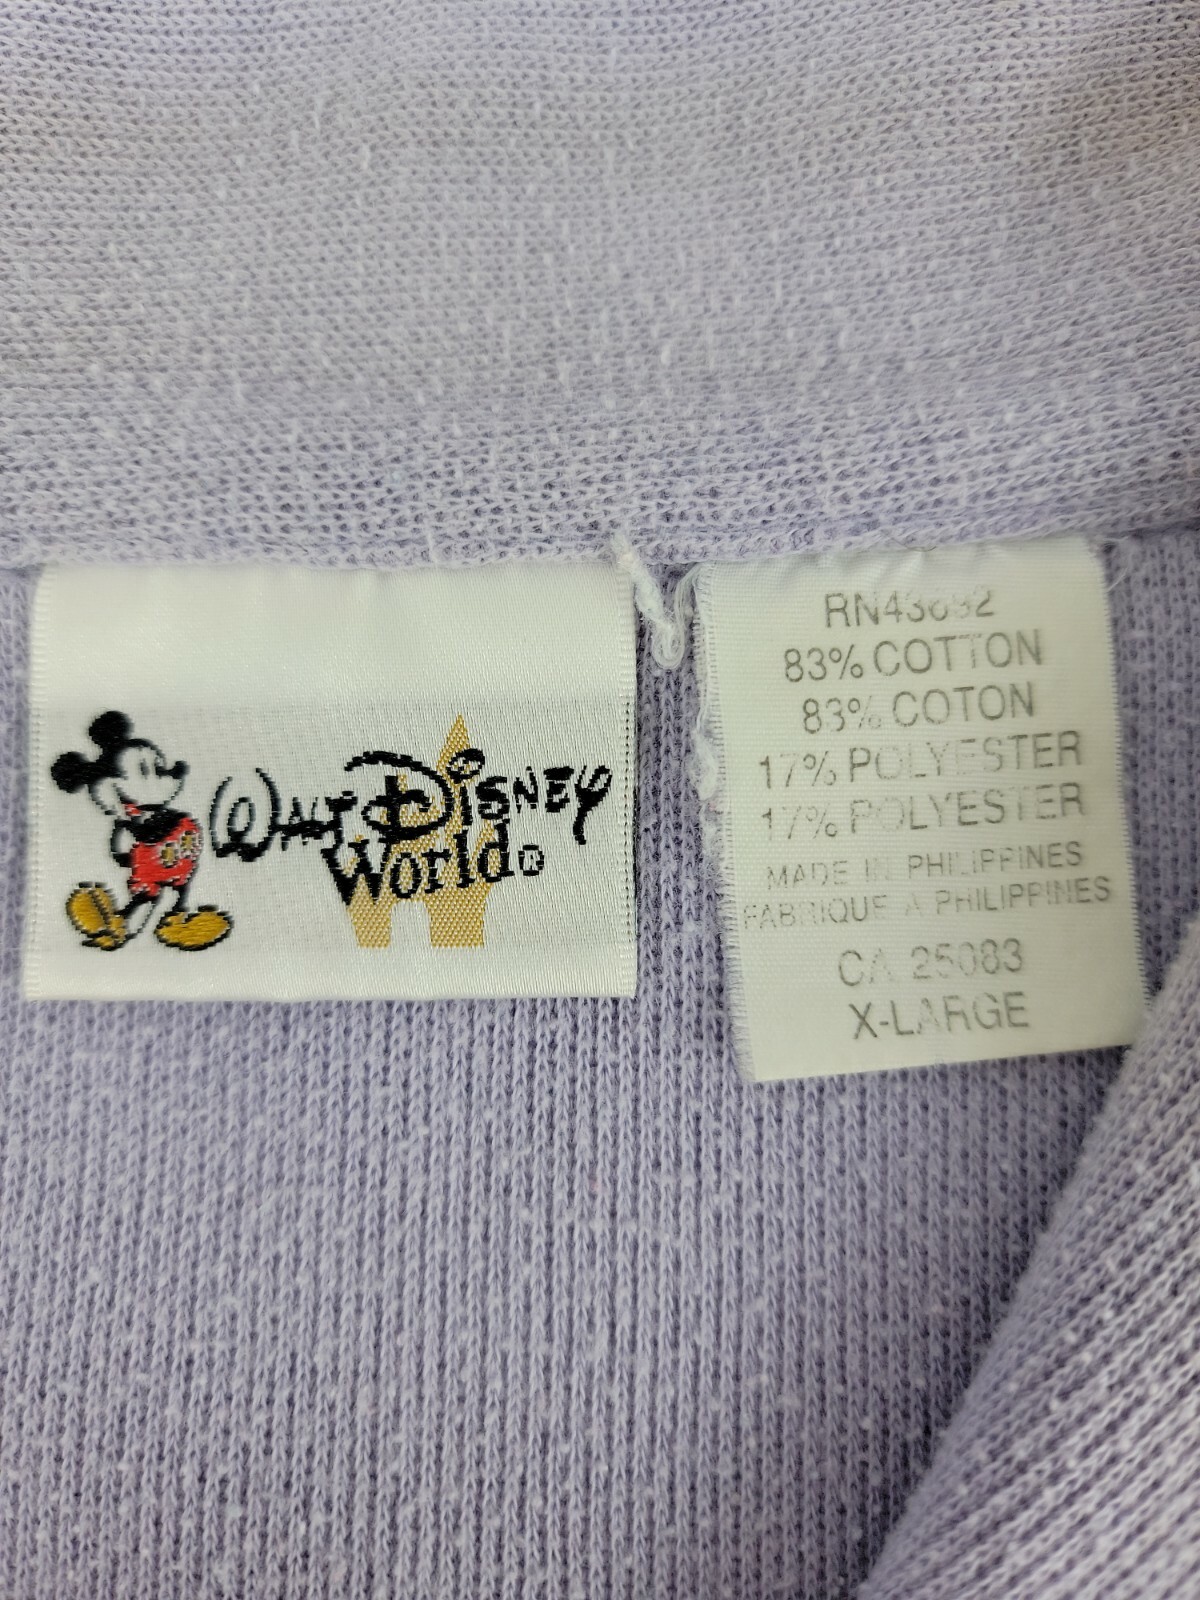 WALT DISNEY
World®
83% COTTON
83% COTON
17% POLYESTER
17% POLYESTER
MADE IN PHILIPPINES
FABRIQUE A PHILIPPINES
CA 25083
X-LARGE